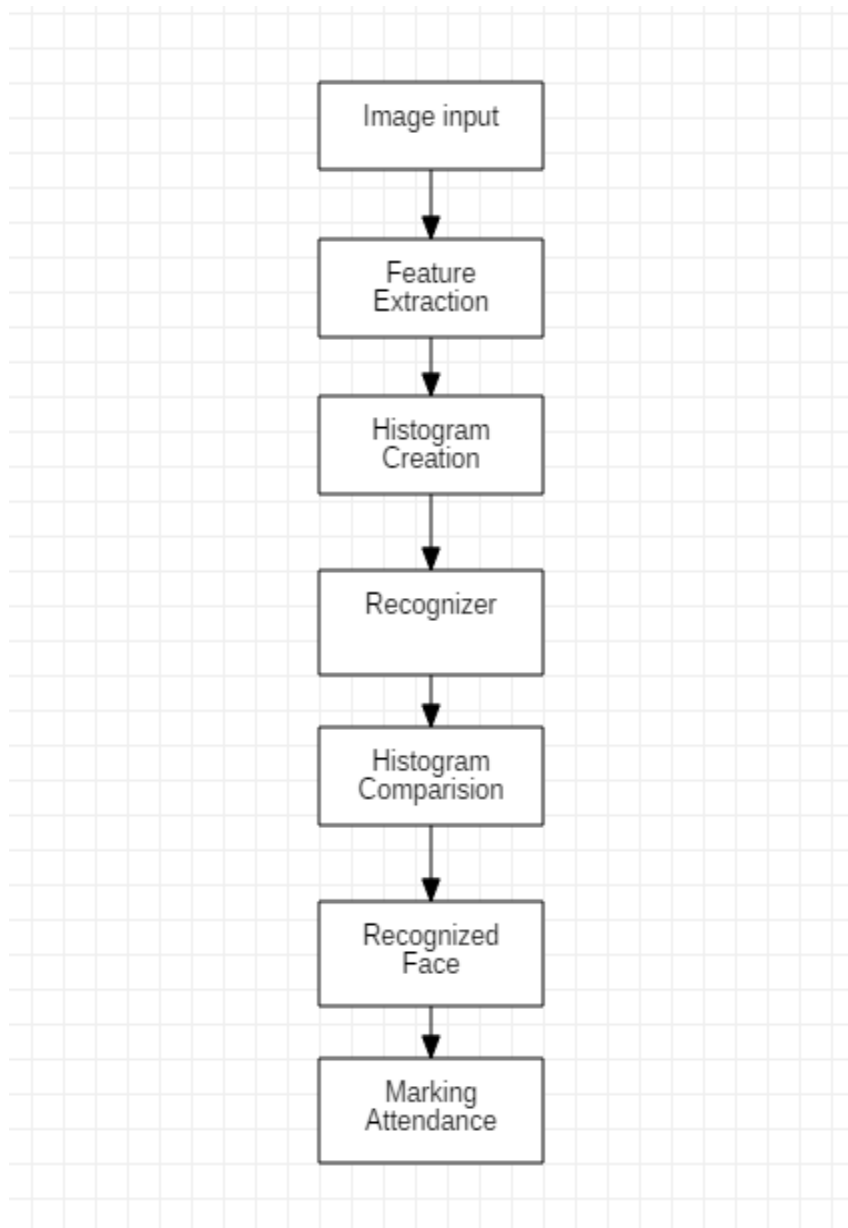 Image input
Feature
Extraction
Histogram
Creation
Recognizer
Histogram
Comparision
Recognized
Face
Marking
Attendance